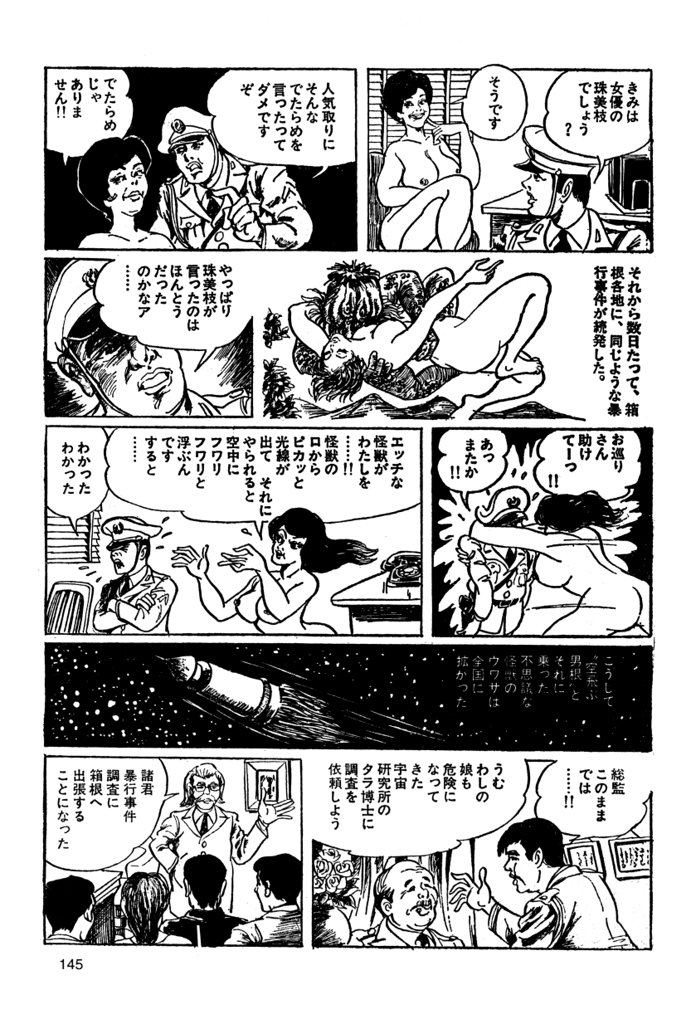 きみは
女優の
珠美枝
でしょう
?
そうです
人気取りに
そんな
でたらめを
言ったって
ダメです
ぞ
でたらめ
じゃ
ありま
せん!!
それから数日たって、箱
根各地に、同じような暴
行事件が続発した。
やっぱり
珠美枝が
言ったのは
ほんとう
だった
のかなア
……
お巡り
さん
助け
てーっ
!!
あっ
またか
!!
エッチな
怪獣が
わたしを
……!!
怪獣の
口から
ピカッと
光線が
出て それに
やられると
空中に
フワリ
フワリと
浮ぶん
です
すると
わかった
わかった
こうして
"空飛ぶ
男根"と
乗った
それに
不思議な
怪獣の
ウワサは
全国に
拡がった
総監
このまま
では
……
うむ
わしの
娘も
危険に
なって
きた
宇宙
研究所の
タラ博士に
調査を
依頼しよう
諸君
暴行事件
調査に
箱根へ
出張する
ことになった
145